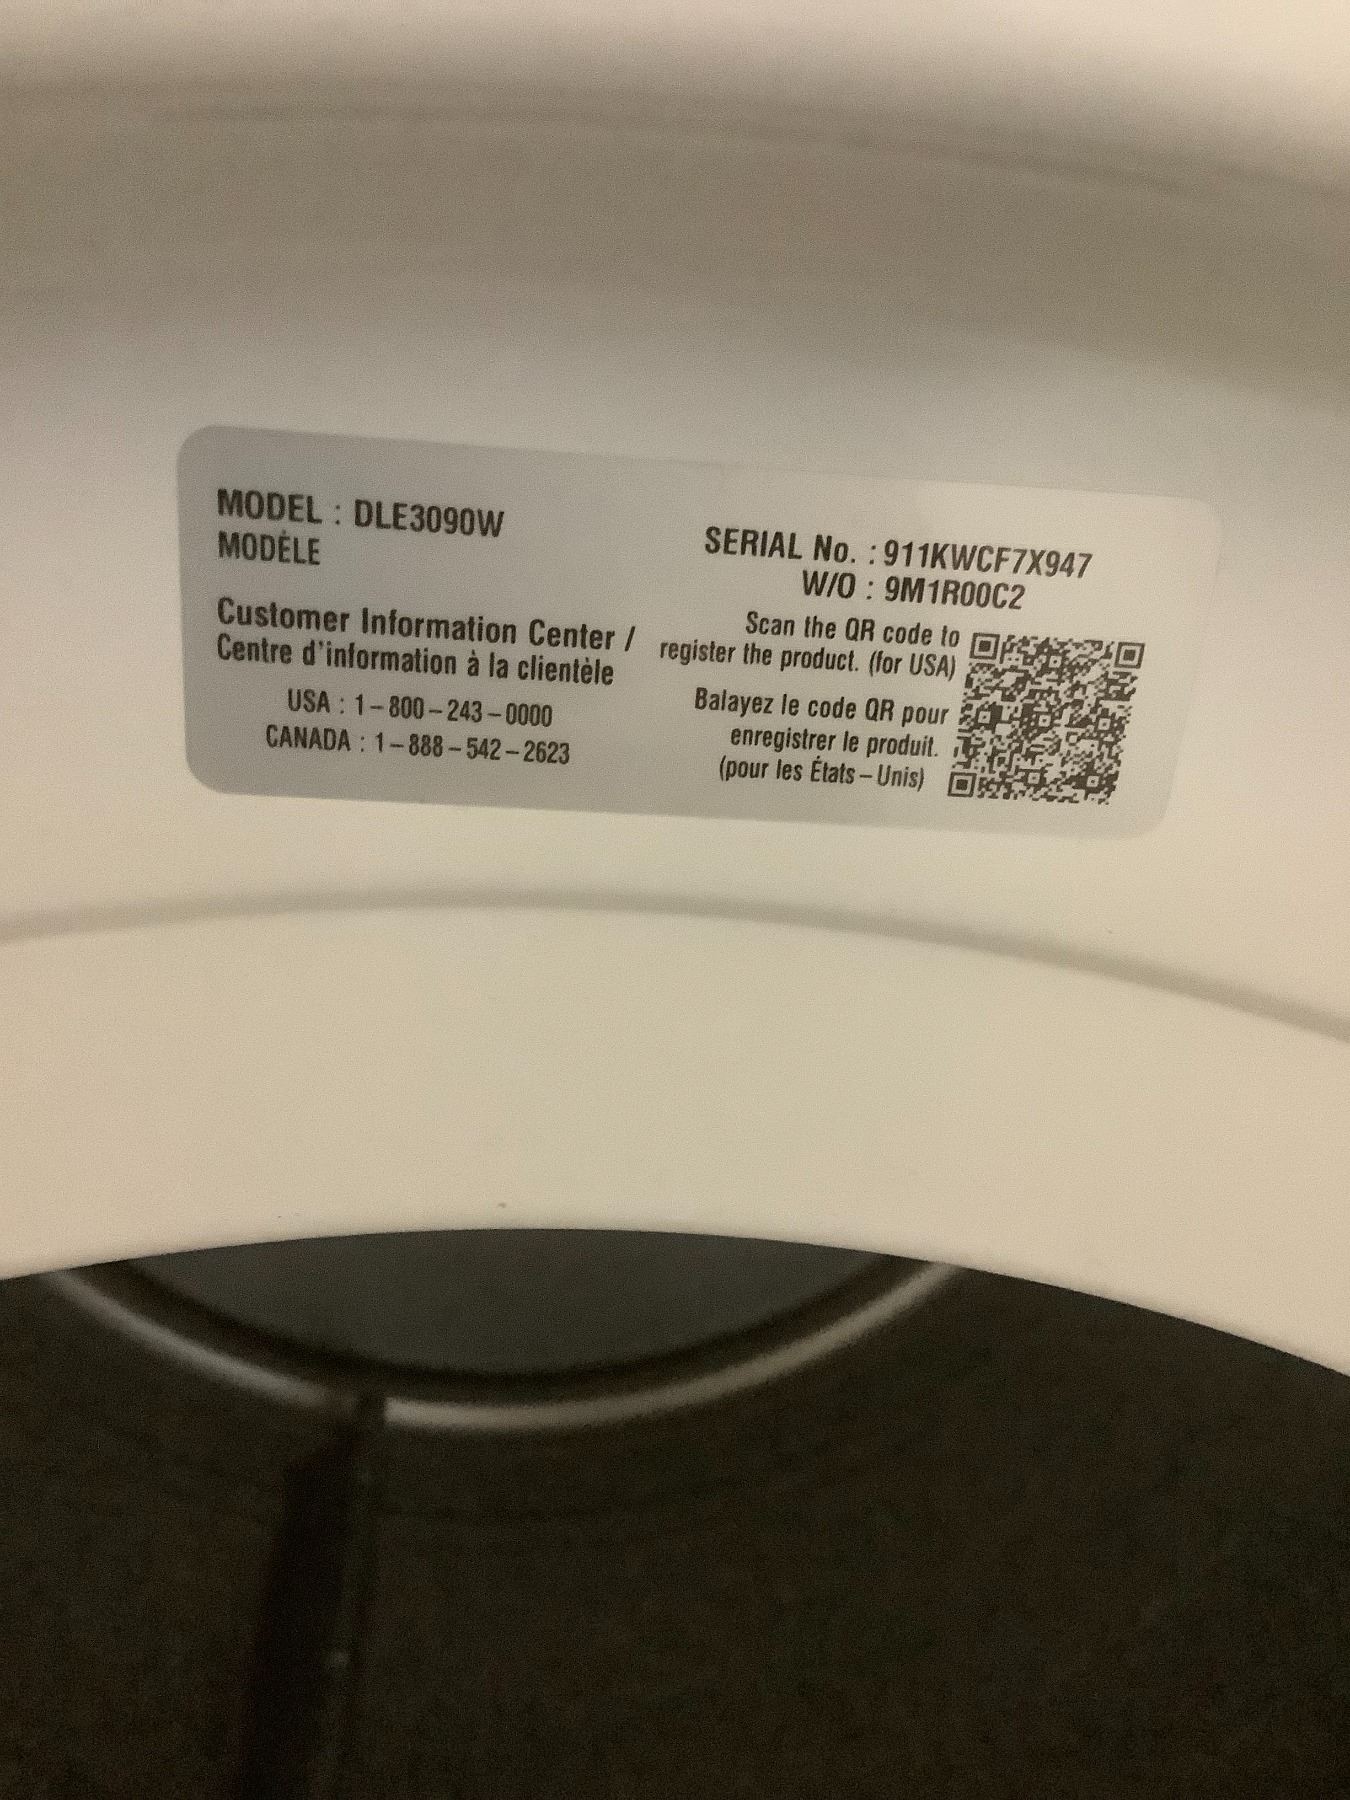 MODEL : DLE3090W
MODÈLE
Customer Information Center /
Centre d'information à la clientèle
USA : 1-800-243-0000
CANADA : 1-888-542-2623
SERIAL No. : 911KWCF7X947
W/O : 9M1R00C2
Scan the QR code to
register the product. (for USA)
Balayez le code QR pour
enregistrer le produit.
(pour les États-Unis)